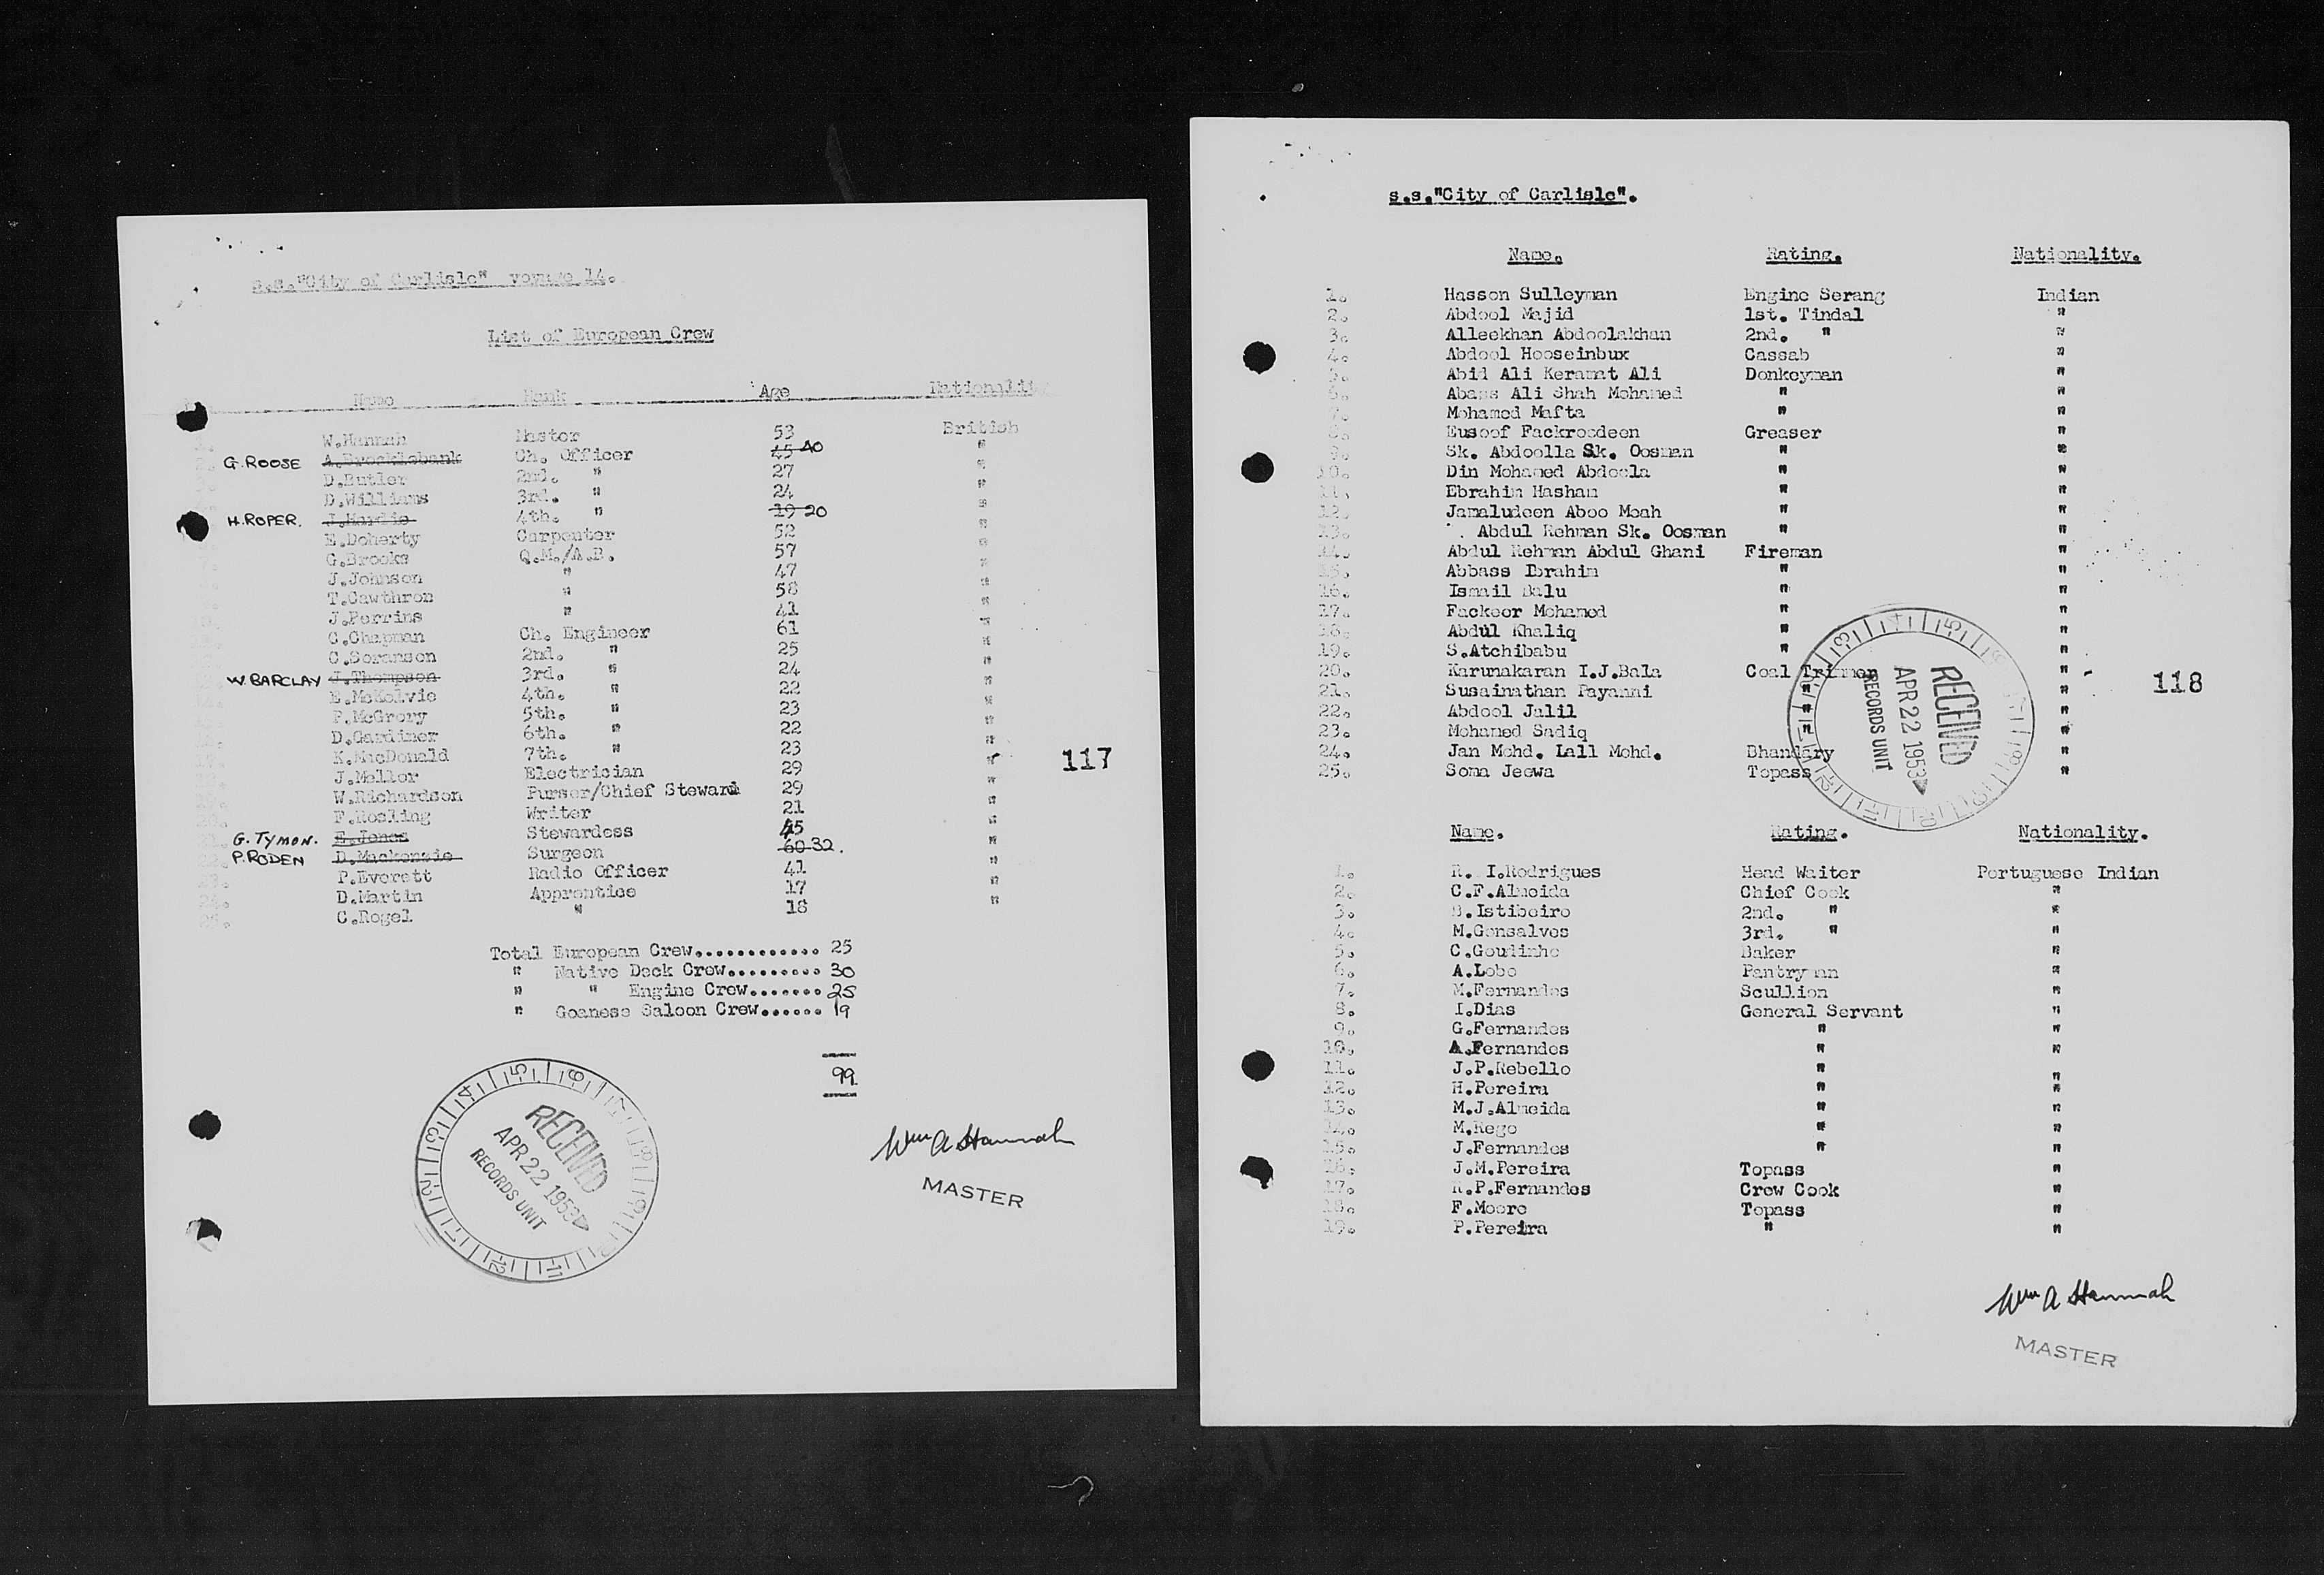 s.s."City of Carlisle" voyage 14.
List of European Crew
Name Rank Age Nationality
W.Hannah Master 53 British
G.ROOSE A.Brocklebank Ch. Officer 45 40 "
D.Butler 2nd. " 27 "
D.Williams 3rd. " 24 "
H.ROPER. J.Hardie 4th. " 19 20 "
E.Doherty Carpenter 52 "
G.Brooks Q.M./A.B. 57 "
J.Johnson " 47 "
T.Cawthron " 58 "
J.Perrins " 41 "
C.Chapman Ch. Engineer 61 "
C.Soranson 2nd. " 25 "
W.BARCLAY J.Thompson 3rd. " 24 "
E.McKelvie 4th. " 22 "
P.McGrory 5th. " 23 "
D.Gardiner 6th. " 22 "
K.MacDonald 7th. " 23 "
J.Mellor Electrician 29 "
W.Richardson Purser/Chief Steward 29 "
F.Rosling Writer 21 "
G.TYMON. E.Jones Stewardess 45 "
P.RODEN D.Mackenzie Surgeon 60 32. "
23. P.Everett Radio Officer 41 "
24. D.Martin Apprentice 17 "
25. C.Rogel " 18 "
117
Total European Crew............ 25
" Native Deck Crew......... 30
" " Engine Crew....... 25
" Goanese Saloon Crew...... 19
99
RECEIVED
APR 22 1953
RECORDS UNIT
Wm A Hannah
MASTER
s.s."City of Carlisle".
Name. Rating. Nationality.
1. Hasson Sulleyman Engine Serang Indian
2. Abdool Majid 1st. Tindal "
3. Alleekhan Abdoolakhan 2nd. " "
4. Abdool Hooseinbux Cassab "
5. Abid Ali Keramat Ali Donkeyman "
6. Abass Ali Shah Mohamed " "
7. Mohamed Mafta " "
8. Eusoof Fackroodeen Greaser "
9. Sk. Abdoolla Sk. Oosman " "
10. Din Mohamed Abdoola " "
11. Ebrahim Hasham " "
12. Jamaludeen Aboo Meah " "
13. Abdul Rehman Sk. Oosman " "
14. Abdul Rehman Abdul Ghani Fireman "
15. Abbass Ibrahim " "
16. Ismail Balu " "
17. Fackeer Mohamed " "
18. Abdul Khaliq " "
19. S.Atchibabu " "
20. Karunakaran I.J.Bala Coal Trimmer "
21. Susainathan Payanni " "
22. Abdool Jalil " "
23. Mohamed Sadiq " "
24. Jan Mohd. Lall Mohd. Bhandary "
25. Soma Jeewa Topass "
RECEIVED
APR 22 1953
RECORDS UNIT
118
Name. Rating. Nationality.
1. R. I.Rodrigues Head Waiter Portuguese Indian
2. C.F.Almeida Chief Cook "
3. B.Istibeiro 2nd. " "
4. M.Gonsalves 3rd. " "
5. C.Goudinho Baker "
6. A.Lobo Pantryman "
7. M.Fernandes Scullion "
8. I.Dias General Servant "
9. G.Fernandes " "
10. A.Fernandes " "
11. J.P.Rebello " "
12. H.Pereira " "
13. M.J.Almeida " "
14. M.Rego " "
15. J.Fernandes " "
16. J.M.Pereira Topass "
17. R.P.Fernandes Crew Cook "
18. F.Moore Topass "
19. P.Pereira " "
Wm A Hannah
MASTER